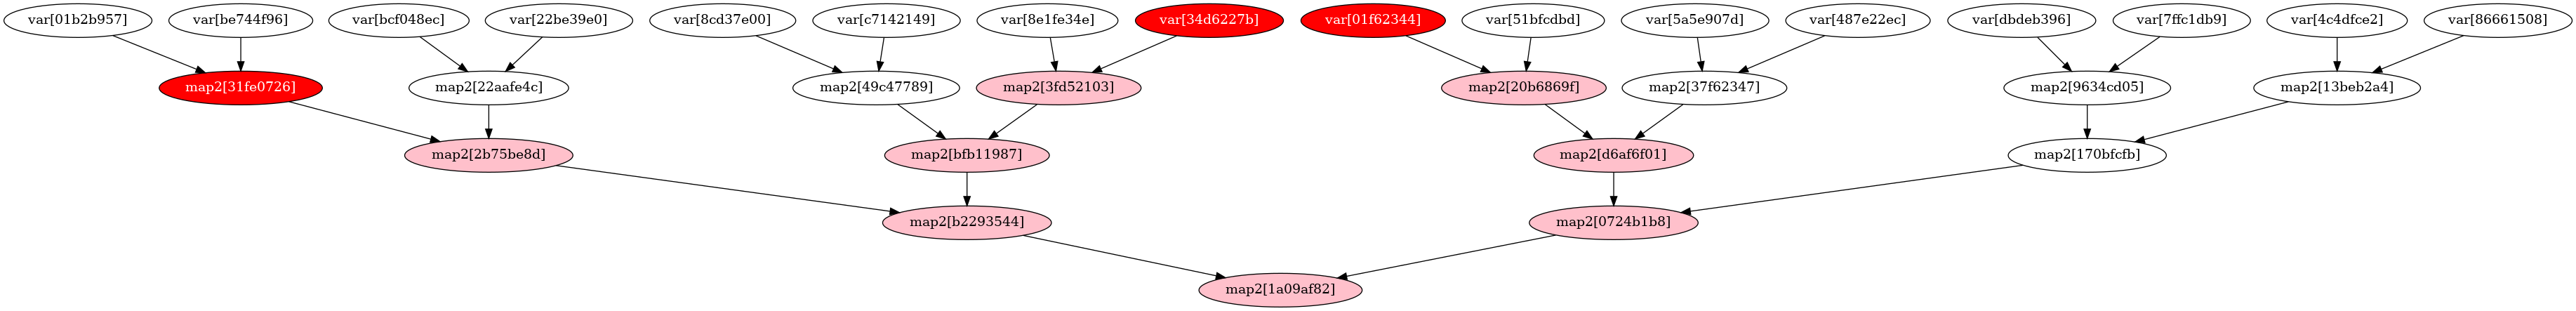 var[01b2b957]
var[be744f96]
var[bcf048ec]
var[22be39e0]
var[8cd37e00]
var[c7142149]
var[8e1fe34e]
var[34d6227b]
var[01f62344]
var[51bfcdbd]
var[5a5e907d]
var[487e22ec]
var[dbdeb396]
var[7ffc1db9]
var[4c4dfce2]
var[86661508]
map2[31fe0726]
map2[22aafe4c]
map2[49c47789]
map2[3fd52103]
map2[20b6869f]
map2[37f62347]
map2[9634cd05]
map2[13beb2a4]
map2[2b75be8d]
map2[bfb11987]
map2[d6af6f01]
map2[170bfcfb]
map2[b2293544]
map2[0724b1b8]
map2[1a09af82]